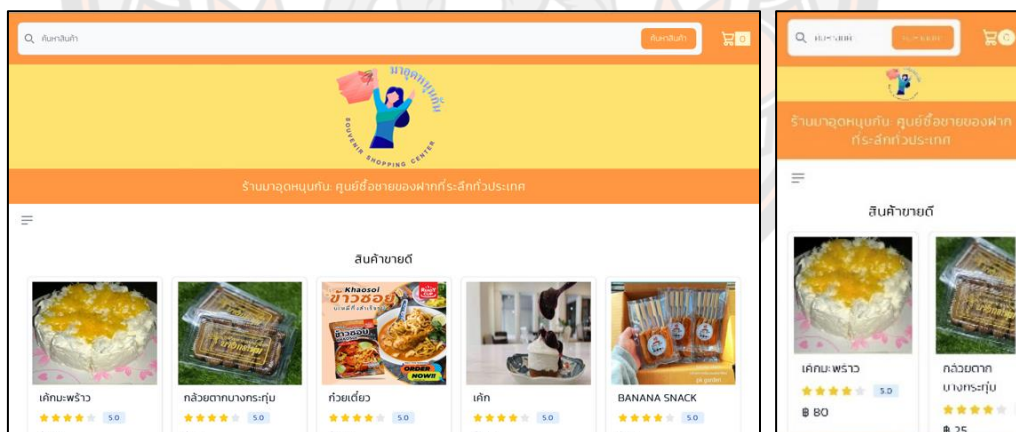 ค้นหาสินค้า
ค้นหาสินค้า
0
มาอุดหนุนกัน
SOUVENIR SHOPPING CENTER
ร้านมาอุดหนุนกัน: ศูนย์ซื้อขายของฝากที่ระลึกทั่วประเทศ
สินค้าขายดี
Khaosoi
ข้าวซอย
ORDER NOW!!
เค้กมะพร้าว
กล้วยตากบางกระทุ่ม
ก๋วยเตี๋ยว
เค้ก
BANANA SNACK
5.0
5.0
5.0
5.0
5.0
0
ร้านมาอุดหนุนกัน: ศูนย์ซื้อขายของฝาก
ที่ระลึกทั่วประเทศ
สินค้าขายดี
เค้กมะพร้าว
5.0
฿ 80
กล้วยตาก
บางกระทุ่ม
฿ 25